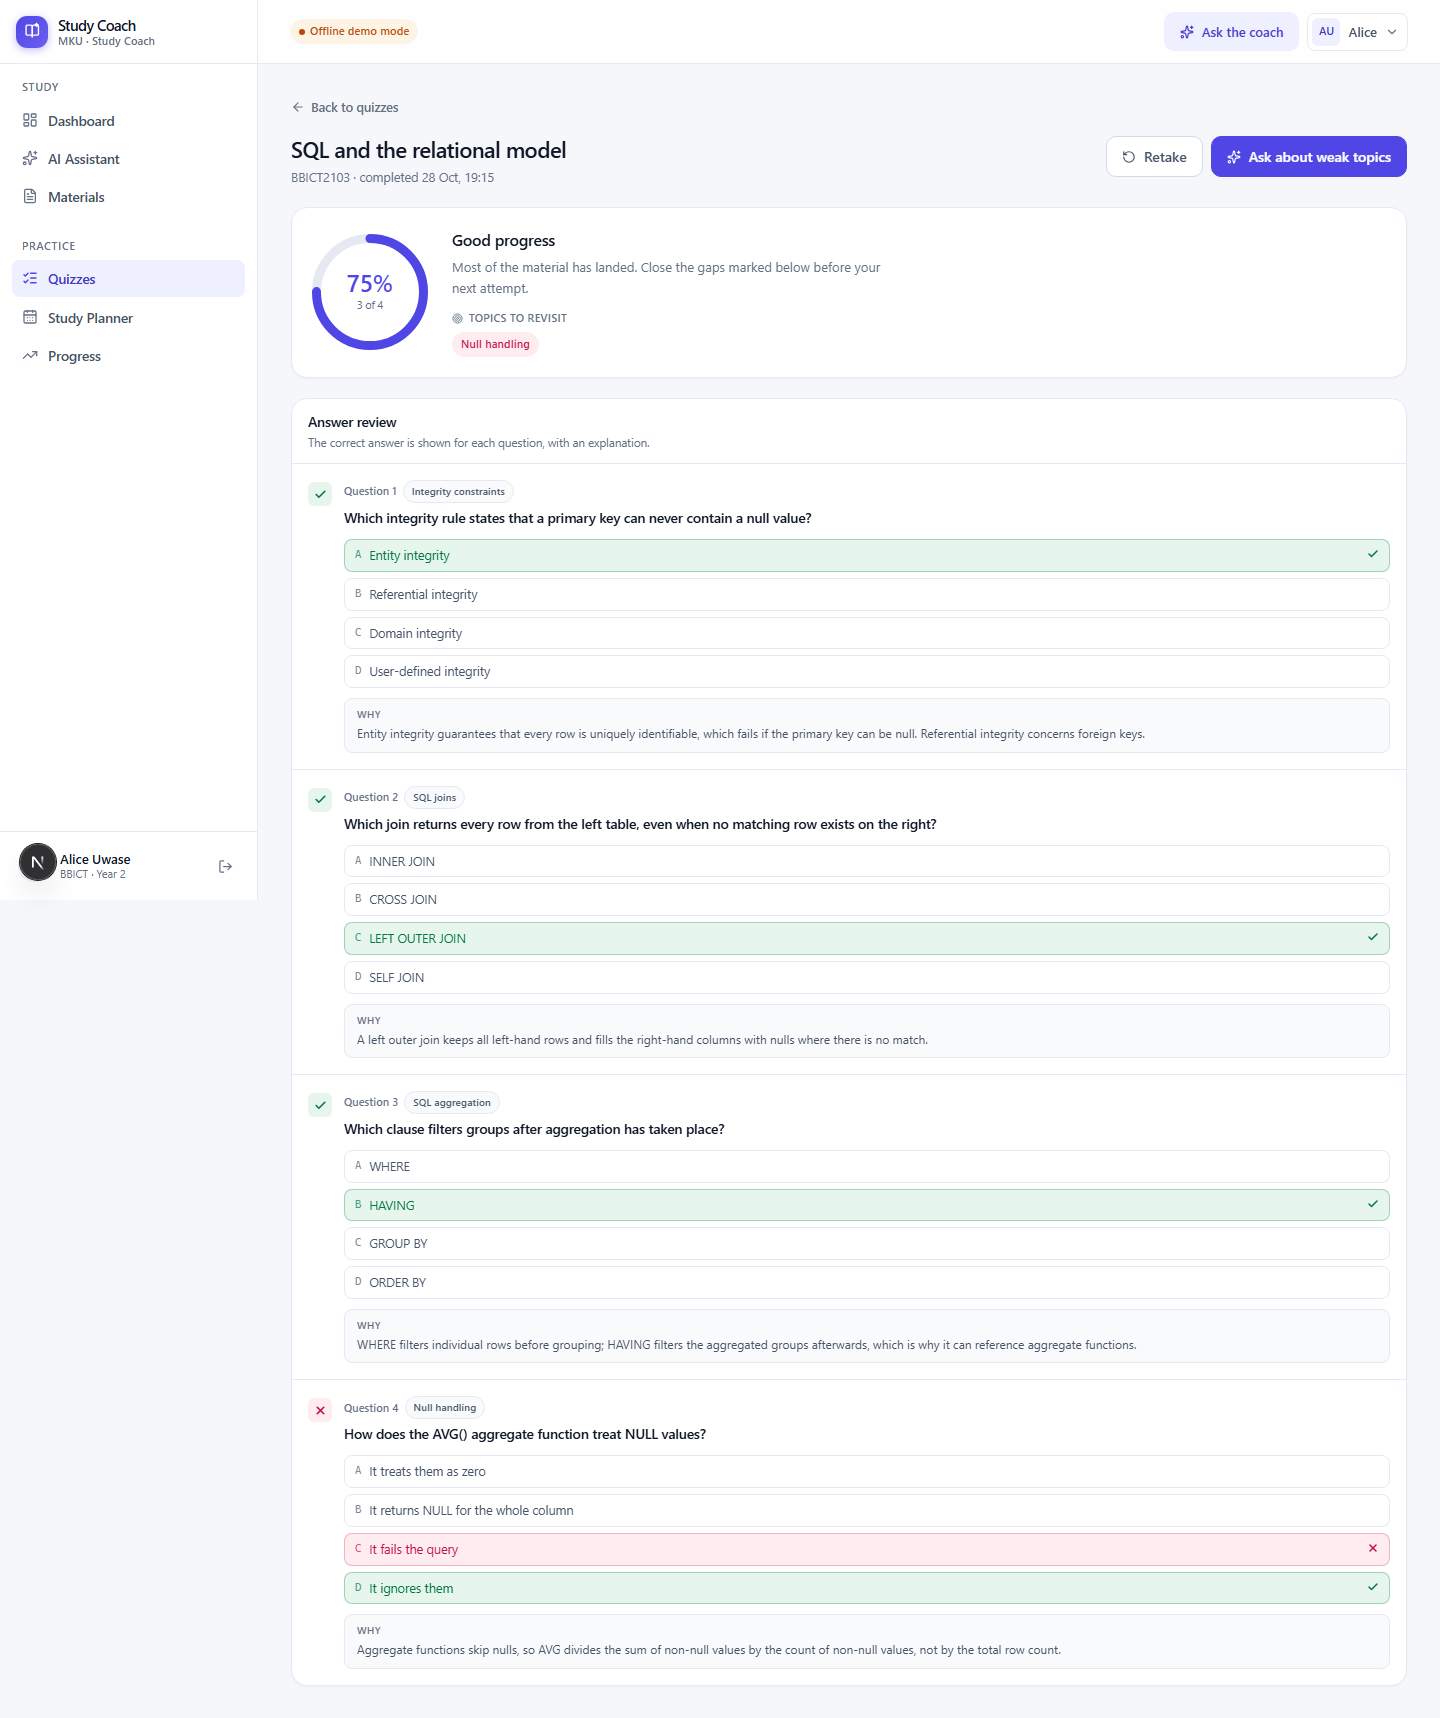 Study Coach
MKU · Study Coach
Offline demo mode
Ask the coach
AU
Alice
STUDY
Dashboard
AI Assistant
Materials
PRACTICE
Quizzes
Study Planner
Progress
N
Alice Uwase
BBICT · Year 2
Back to quizzes
SQL and the relational model
BBICT2103 · completed 28 Oct, 19:15
Retake
Ask about weak topics
75%
3 of 4
Good progress
Most of the material has landed. Close the gaps marked below before your
next attempt.
TOPICS TO REVISIT
Null handling
Answer review
The correct answer is shown for each question, with an explanation.
Question 1 Integrity constraints
Which integrity rule states that a primary key can never contain a null value?
A Entity integrity
B Referential integrity
C Domain integrity
D User-defined integrity
WHY
Entity integrity guarantees that every row is uniquely identifiable, which fails if the primary key can be null. Referential integrity concerns foreign keys.
Question 2 SQL joins
Which join returns every row from the left table, even when no matching row exists on the right?
A INNER JOIN
B CROSS JOIN
C LEFT OUTER JOIN
D SELF JOIN
WHY
A left outer join keeps all left-hand rows and fills the right-hand columns with nulls where there is no match.
Question 3 SQL aggregation
Which clause filters groups after aggregation has taken place?
A WHERE
B HAVING
C GROUP BY
D ORDER BY
WHY
WHERE filters individual rows before grouping; HAVING filters the aggregated groups afterwards, which is why it can reference aggregate functions.
Question 4 Null handling
How does the AVG() aggregate function treat NULL values?
A It treats them as zero
B It returns NULL for the whole column
C It fails the query
D It ignores them
WHY
Aggregate functions skip nulls, so AVG divides the sum of non-null values by the count of non-null values, not by the total row count.